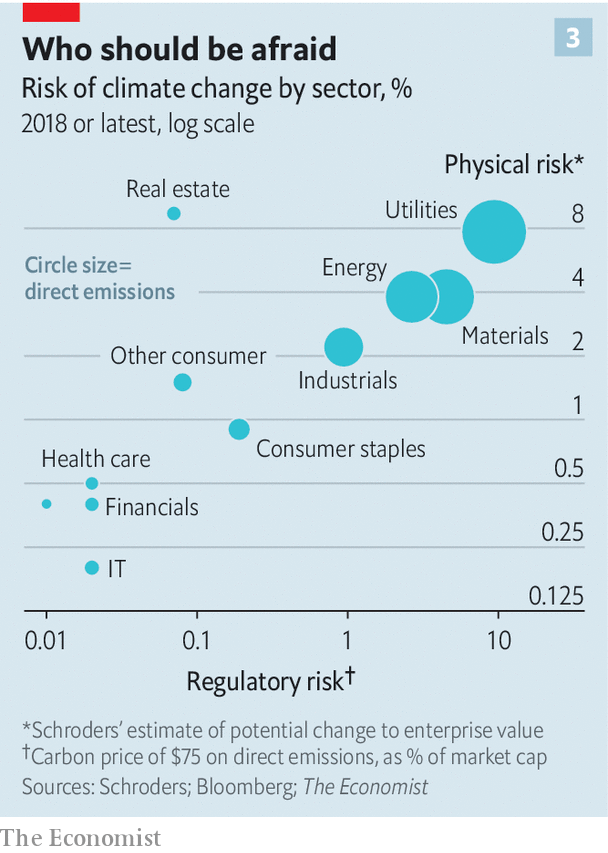 3
Who should be afraid
Risk of climate change by sector, %
2018 or latest, log scale
Physical risk*
Real estate
Utilities
8
Circle size=
direct emissions
Energy
4
Materials
2
Other consumer
Industrials
1
Consumer staples
Health care
0.5
Financials
0.25
IT
0.125
0.01 0.1 1 10
Regulatory risk†
*Schroders’ estimate of potential change to enterprise value
†Carbon price of $75 on direct emissions, as % of market cap
Sources: Schroders; Bloomberg; The Economist
The Economist